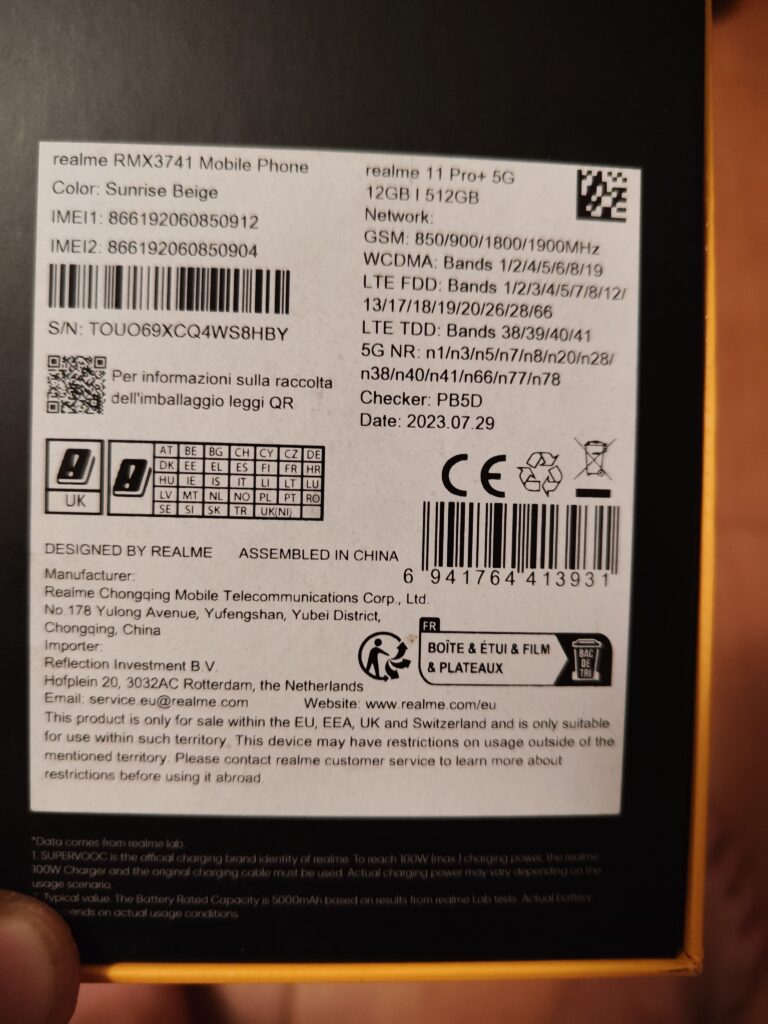 realme RMX3741 Mobile Phone
Color: Sunrise Beige
IMEI1: 866192060850912
IMEI2: 866192060850904
S/N: TOUO69XCQ4WS8HBY
Per informazioni sulla raccolta
dell'imballaggio leggi QR
realme 11 Pro+ 5G
12GB | 512GB
Network:
GSM: 850/900/1800/1900MHz
WCDMA: Bands 1/2/4/5/6/8/19
LTE FDD: Bands 1/2/3/4/5/7/8/12/
13/17/18/19/20/26/28/66
LTE TDD: Bands 38/39/40/41
5G NR: n1/n3/n5/n7/n8/n20/n28/
n38/n40/n41/n66/n77/n78
Checker: PB5D
Date: 2023.07.29
UK
AT BE BG CH CY CZ DE
DK EE EL ES FI FR HR
HU IE IS IT LI LT LU
LV MT NL NO PL PT RO
SE SI SK TR UK(NI)
CE
6 941764 413931
DESIGNED BY REALME ASSEMBLED IN CHINA
Manufacturer:
Realme Chongqing Mobile Telecommunications Corp., Ltd.
No.178 Yulong Avenue, Yufengshan, Yubei District,
Chongqing, China
Importer:
Reflection Investment B.V.
Hofplein 20, 3032AC Rotterdam, the Netherlands
Email: service.eu@realme.com Website: www.realme.com/eu
FR
BOÎTE & ÉTUI & FILM
& PLATEAUX
BAC
DE
TRI
This product is only for sale within the EU, EEA, UK and Switzerland and is only suitable
for use within such territory. This device may have restrictions on usage outside of the
mentioned territory. Please contact realme customer service to learn more about
restrictions before using it abroad.
*Data comes from realme lab.
1. SUPERVOOC is the official charging brand identity of realme. To reach 100W (max.) charging power, the realme
100W Charger and the original charging cable must be used. Actual charging power may vary depending on the
usage scenario.
Typical value. The Battery Rated Capacity is 5000mAh based on results from realme Lab tests. Actual battery
on actual usage conditions.